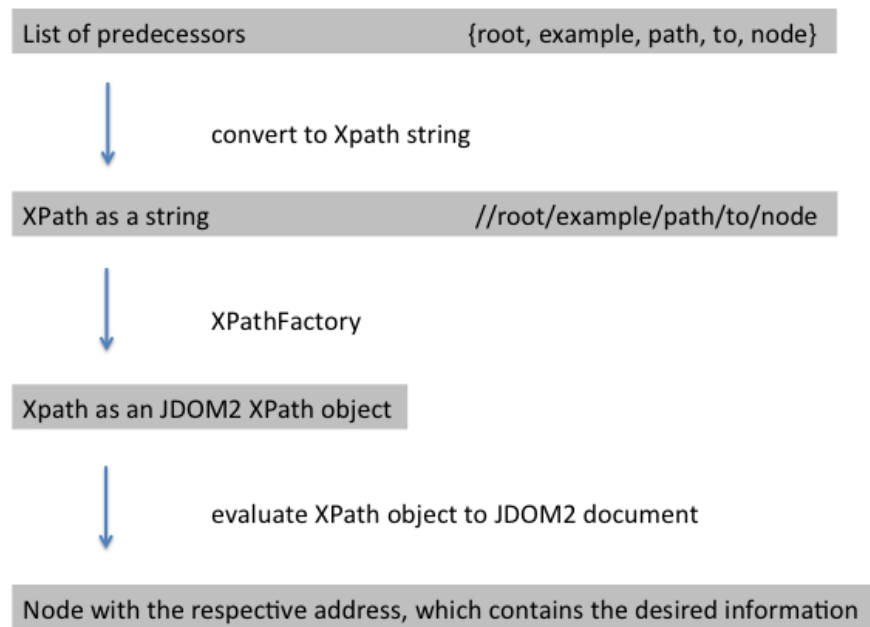 List of predecessors {root, example, path, to, node}
convert to Xpath string
XPath as a string //root/example/path/to/node
XPathFactory
Xpath as an JDOM2 XPath object
evaluate XPath object to JDOM2 document
Node with the respective address, which contains the desired information